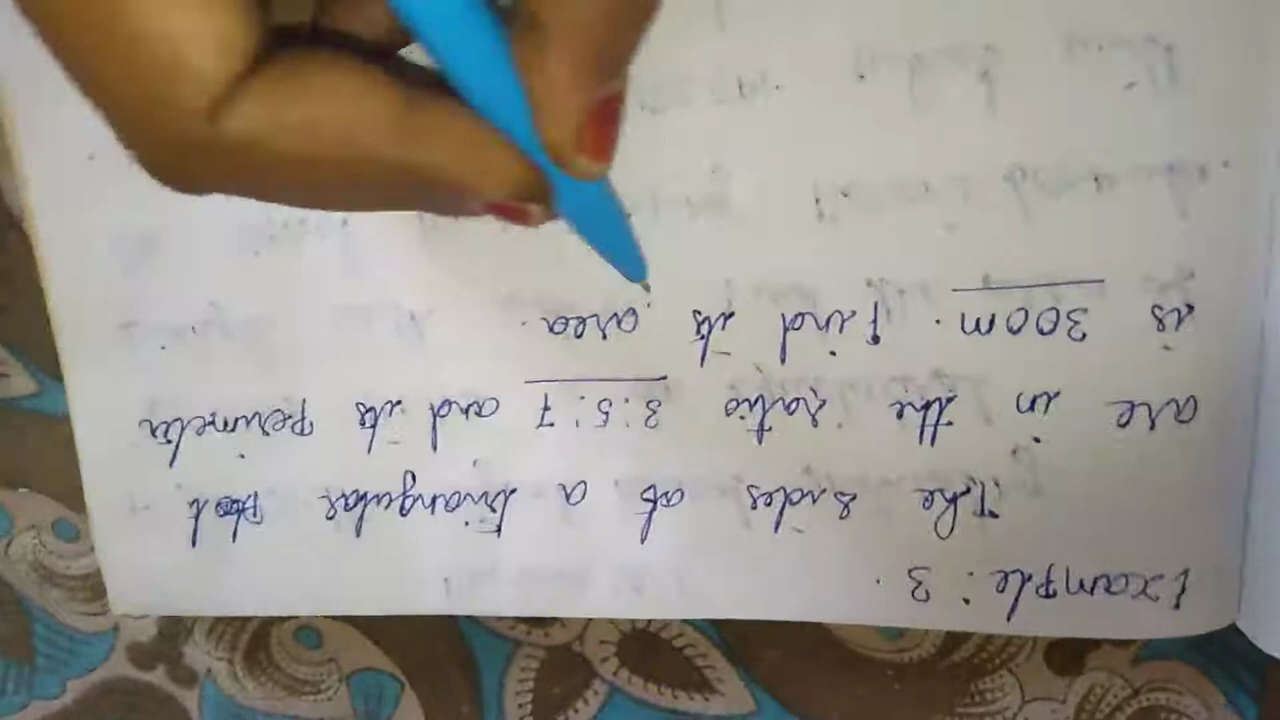 Example: 3.
The sides of a triangular plot
are in the ratio 3:5:7 and its perimeter
is 300m. Find its area.